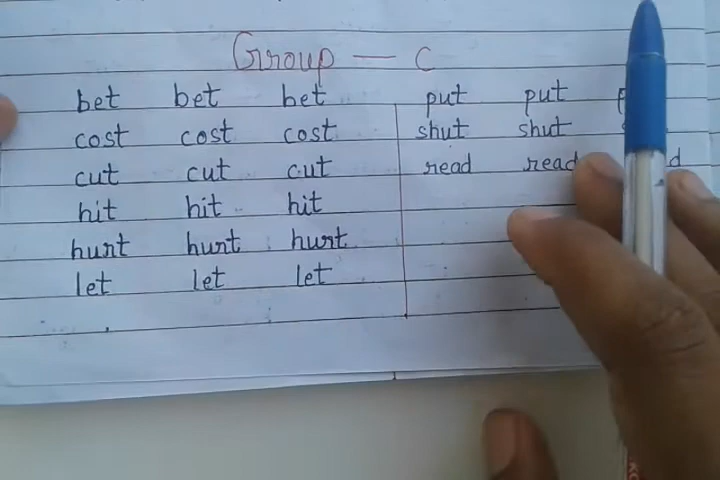 Group — C
bet bet bet put put
cost cost cost shut shut
cut cut cut read read
hit hit hit
hurt hurt hurt
let let let